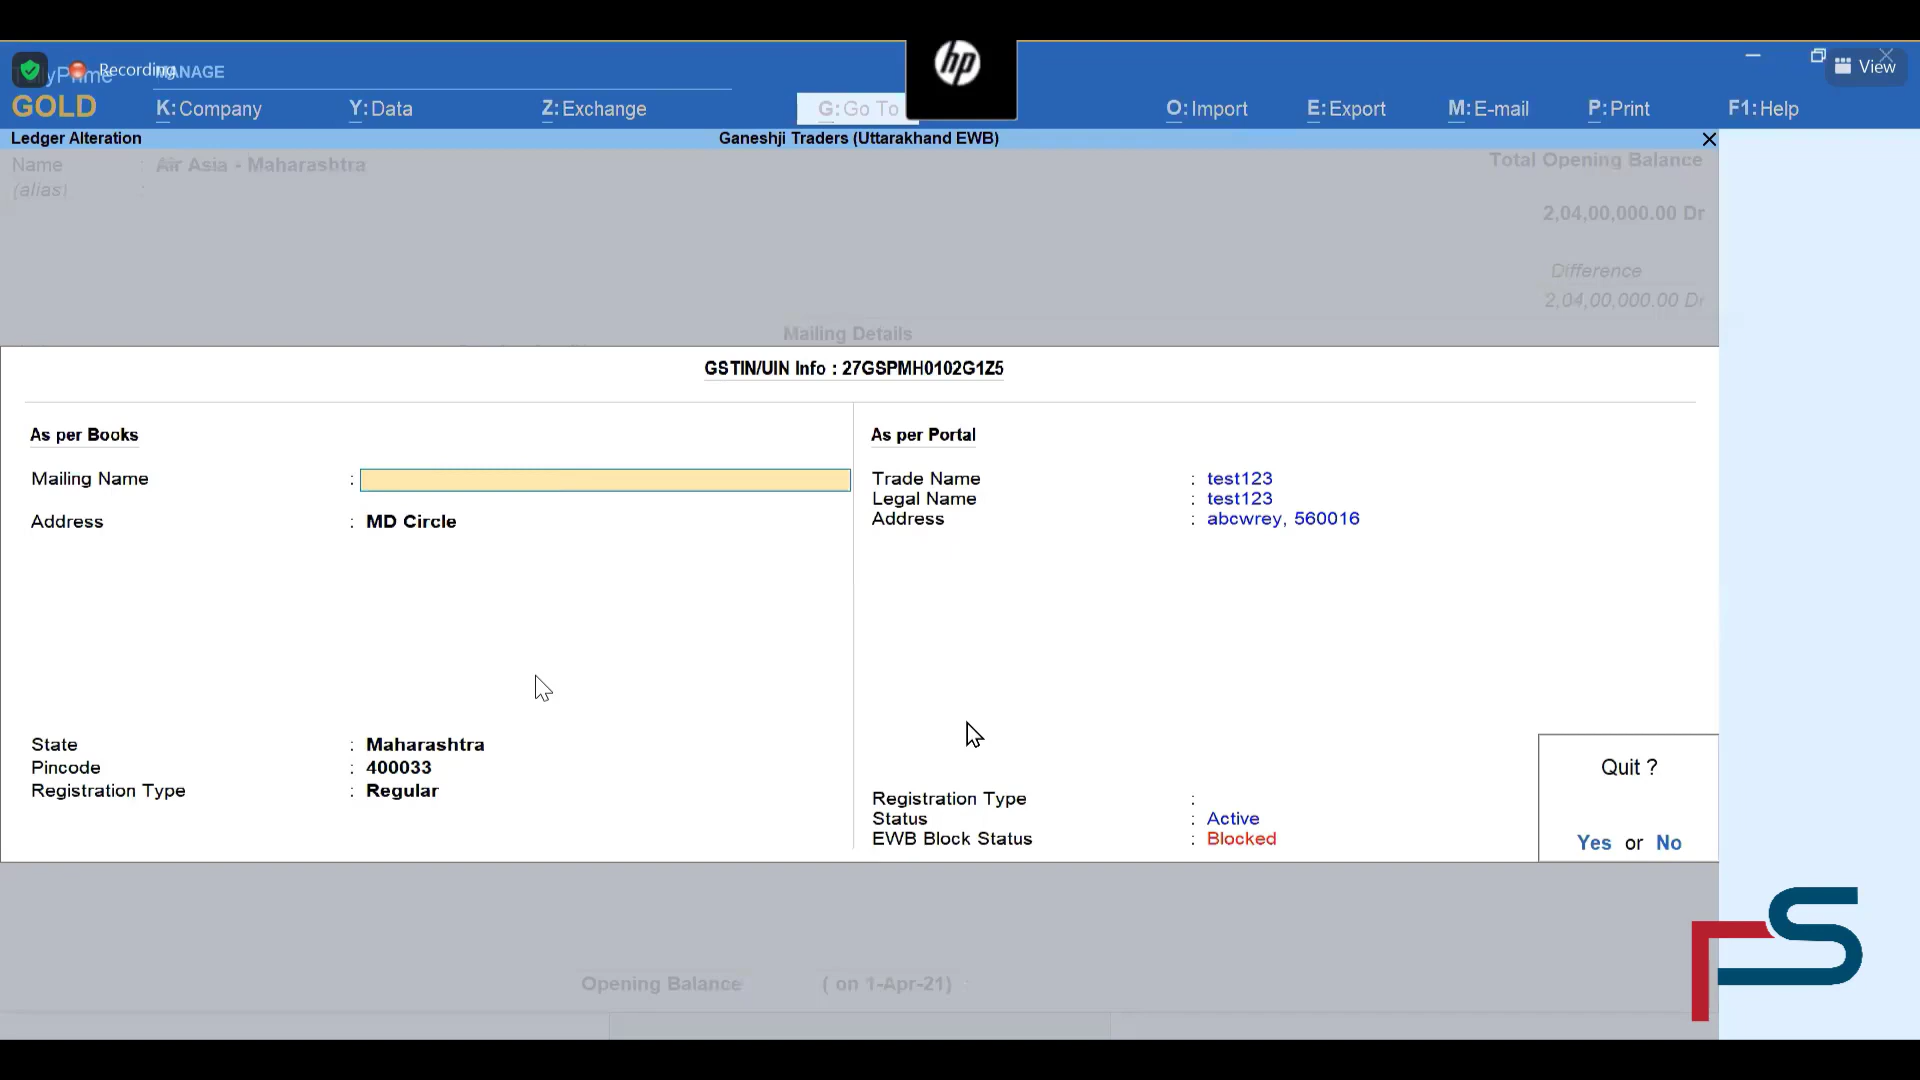 TallyPrime
Recording
MANAGE
View
GOLD
K:Company
Y:Data
Z:Exchange
G:Go To
hp
O:Import
E:Export
M:E-mail
P:Print
F1:Help
Ledger Alteration
Ganeshji Traders (Uttarakhand EWB)
Name : Air Asia - Maharashtra
Total Opening Balance
(alias) :
2,04,00,000.00 Dr
Difference
2,04,00,000.00 Dr
Mailing Details
GSTIN/UIN Info : 27GSPMH0102G1Z5
As per Books
Mailing Name :
Address : MD Circle
State : Maharashtra
Pincode : 400033
Registration Type : Regular
As per Portal
Trade Name : test123
Legal Name : test123
Address : abcwrey, 560016
Registration Type :
Status : Active
EWB Block Status : Blocked
Quit ?
Yes or No
Opening Balance ( on 1-Apr-21) :